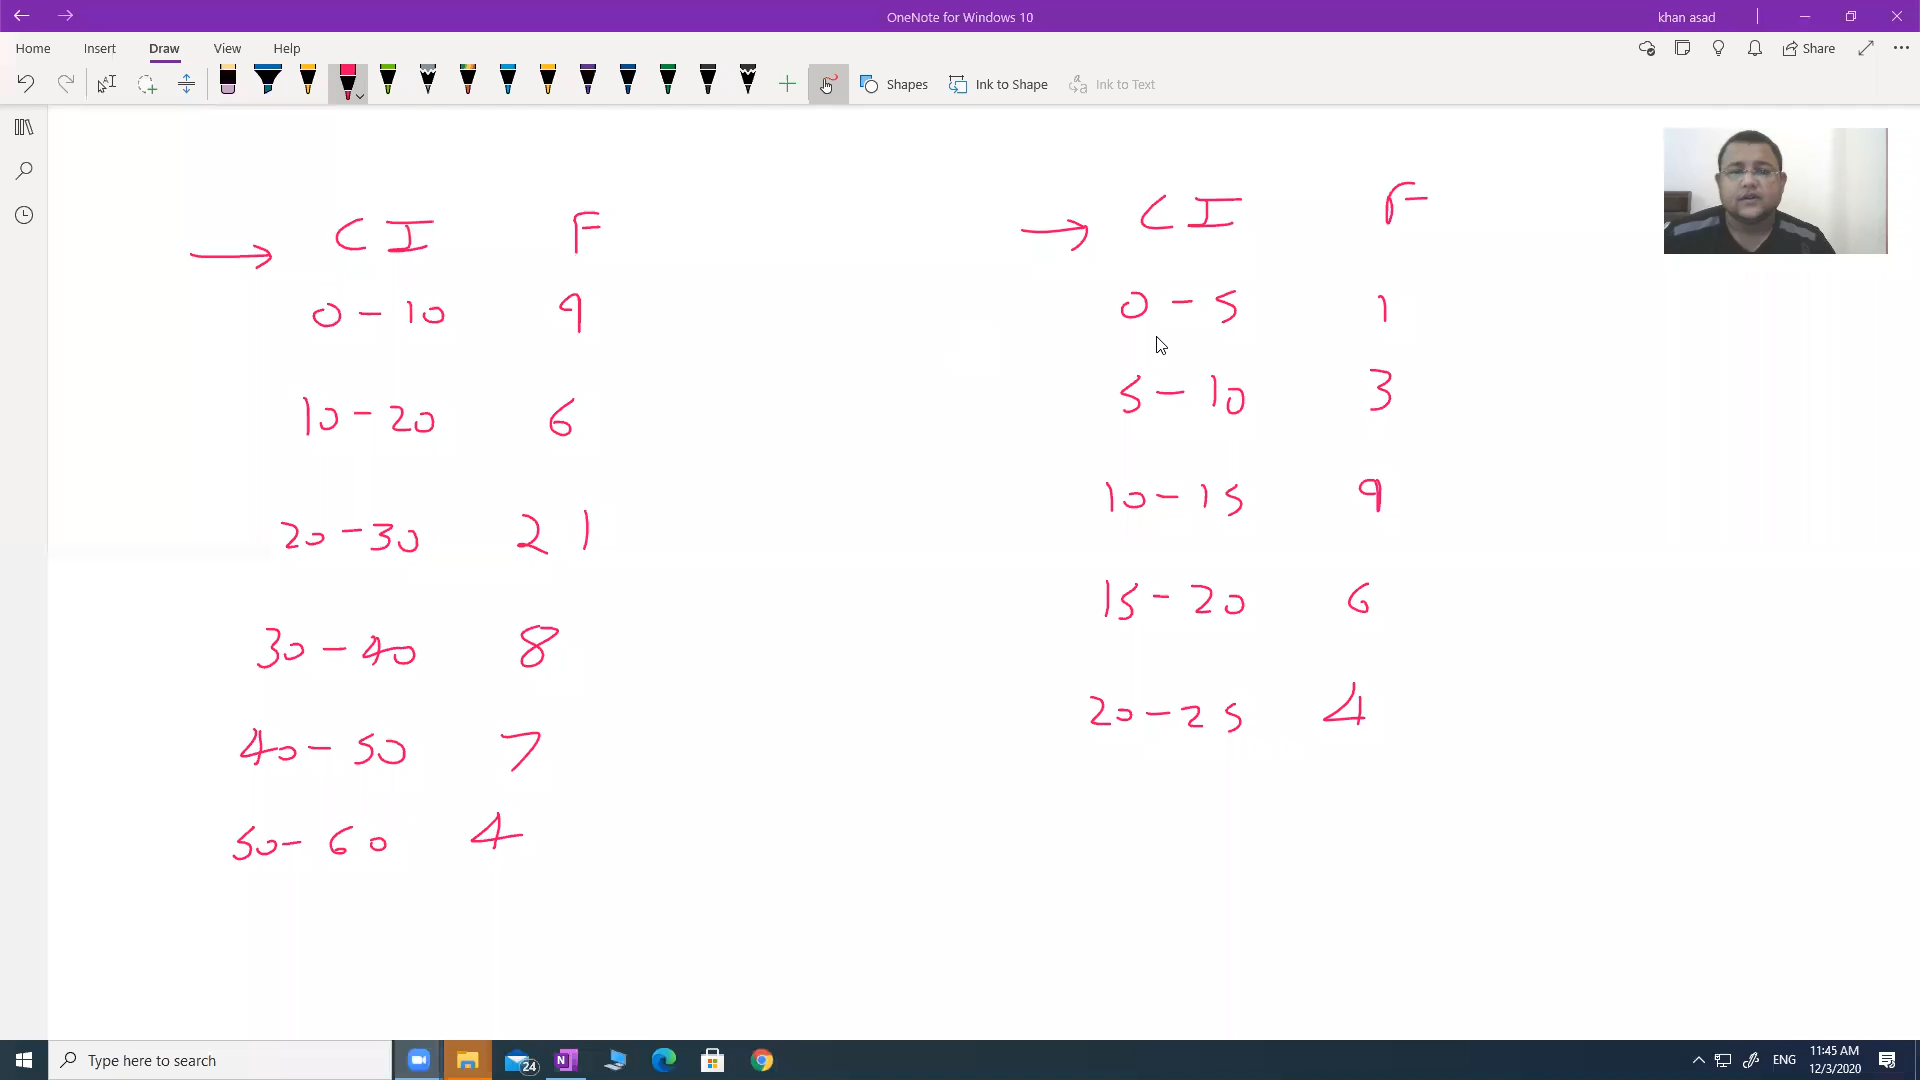 OneNote for Windows 10
khan asad
Home Insert Draw View Help
Share
Shapes Ink to Shape Ink to Text
CI F
0 - 10 9
10 - 20 6
20 - 30 21
30 - 40 8
40 - 50 7
50 - 60 4
CI F
0 - 5 1
5 - 10 3
10 - 15 9
15 - 20 6
20 - 25 4
Type here to search
24
ENG
11:45 AM
12/3/2020